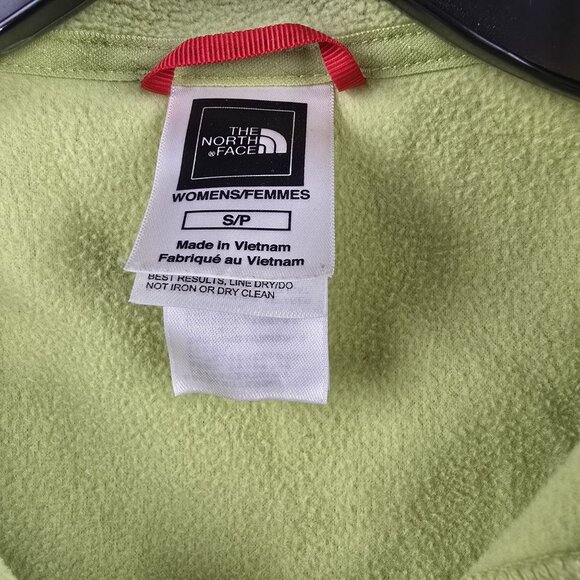 THE
NORTH
®FACE
WOMENS/FEMMES
S/P
Made in Vietnam
Fabriqué au Vietnam
BEST RESULTS, LINE DRY/DO
NOT IRON OR DRY CLEAN